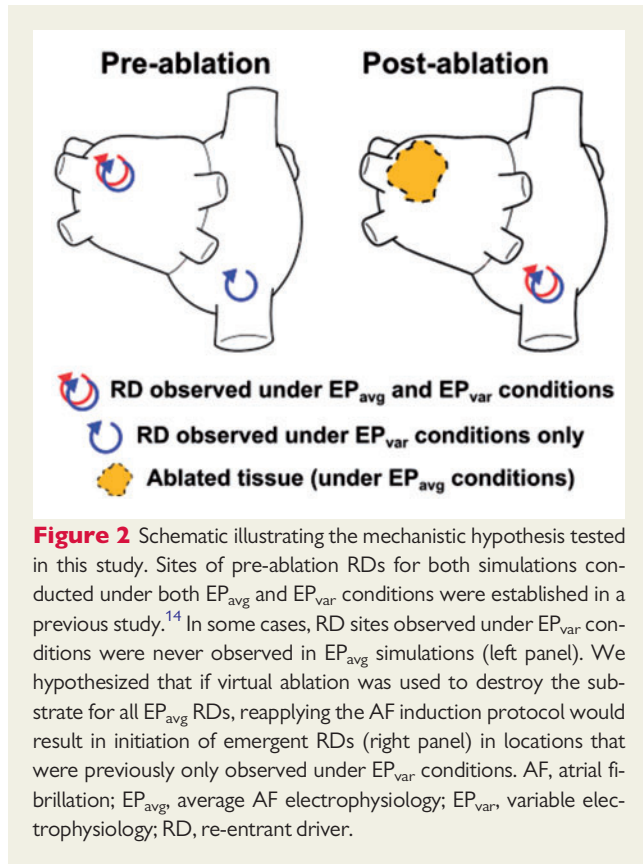 Pre-ablation Post-ablation
RD observed under EPavg and EPvar conditions
RD observed under EPvar conditions only
Ablated tissue (under EPavg conditions)
Figure 2 Schematic illustrating the mechanistic hypothesis tested
in this study. Sites of pre-ablation RDs for both simulations con-
ducted under both EPavg and EPvar conditions were established in a
previous study.14 In some cases, RD sites observed under EPvar con-
ditions were never observed in EPavg simulations (left panel). We
hypothesized that if virtual ablation was used to destroy the sub-
strate for all EPavg RDs, reapplying the AF induction protocol would
result in initiation of emergent RDs (right panel) in locations that
were previously only observed under EPvar conditions. AF, atrial fi-
brillation; EPavg, average AF electrophysiology; EPvar, variable elec-
trophysiology; RD, re-entrant driver.